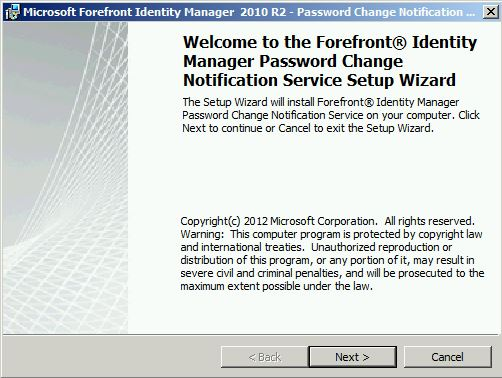 Microsoft Forefront Identity Manager 2010 R2 - Password Change Notification ...
Welcome to the Forefront® Identity
Manager Password Change
Notification Service Setup Wizard
The Setup Wizard will install Forefront® Identity Manager
Password Change Notification Service on your computer. Click
Next to continue or Cancel to exit the Setup Wizard.
Copyright(c) 2012 Microsoft Corporation. All rights reserved.
Warning: This computer program is protected by copyright law
and international treaties. Unauthorized reproduction or
distribution of this program, or any portion of it, may result in
severe civil and criminal penalties, and will be prosecuted to the
maximum extent possible under the law.
< Back Next > Cancel